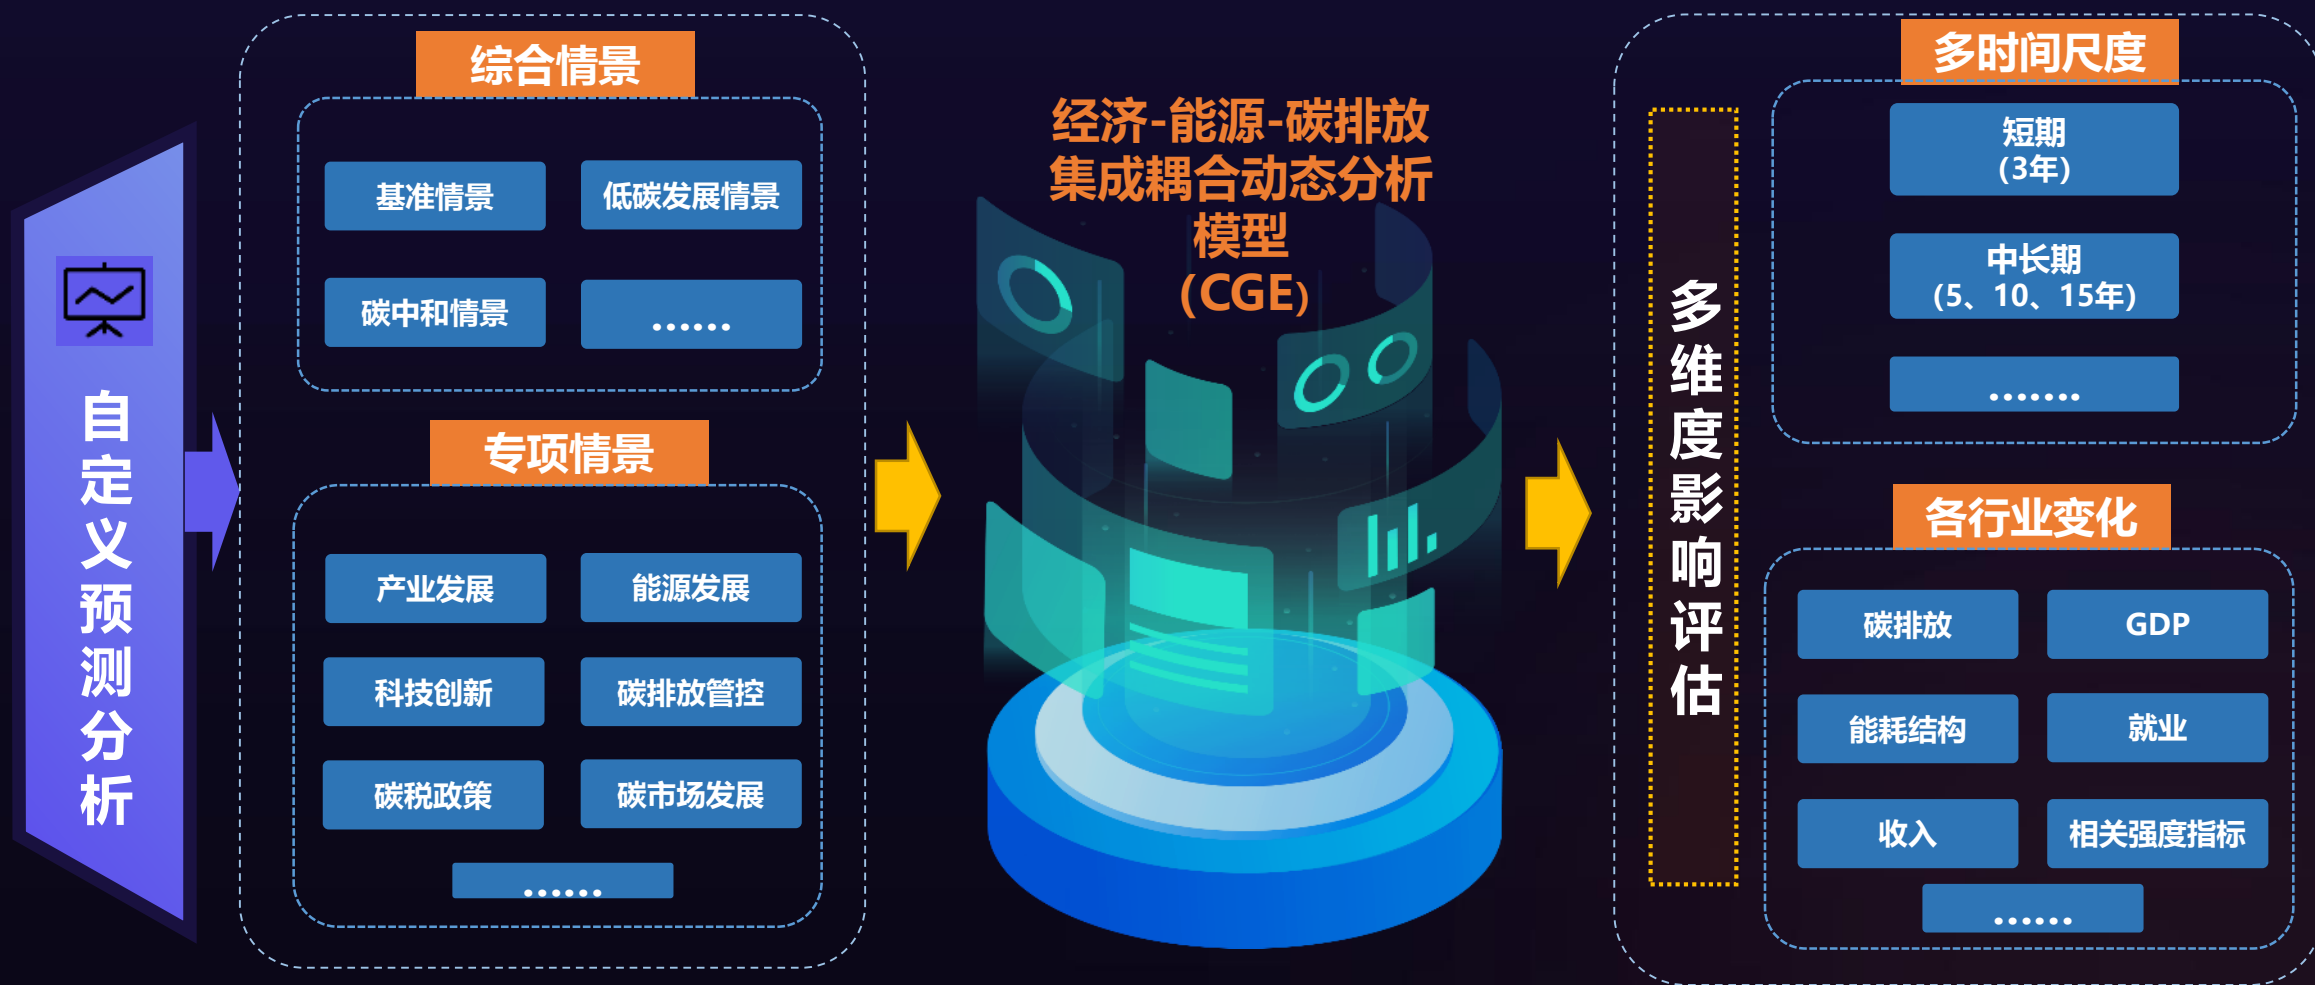 自定义预测分析
综合情景
基准情景
低碳发展情景
碳中和情景
……
专项情景
产业发展
能源发展
科技创新
碳排放管控
碳税政策
碳市场发展
……
经济-能源-碳排放
集成耦合动态分析
模型
(CGE)
多维度影响评估
多时间尺度
短期
(3年)
中长期
(5、10、15年)
…….
各行业变化
碳排放
GDP
能耗结构
就业
收入
相关强度指标
……